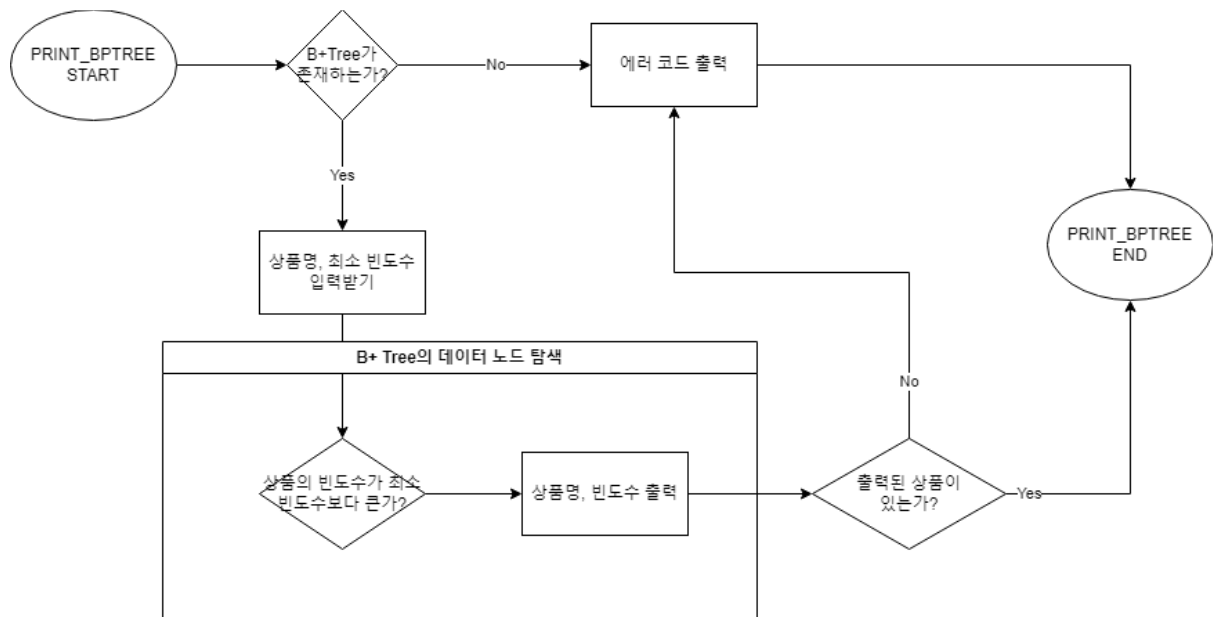 PRINT_BPTREE
START
B+Tree가
존재하는가?
No
에러 코드 출력
Yes
상품명, 최소 빈도수
입력받기
PRINT_BPTREE
END
B+ Tree의 데이터 노드 탐색
No
상품의 빈도수가 최소
빈도수보다 큰가?
상품명, 빈도수 출력
출력된 상품이
있는가?
Yes